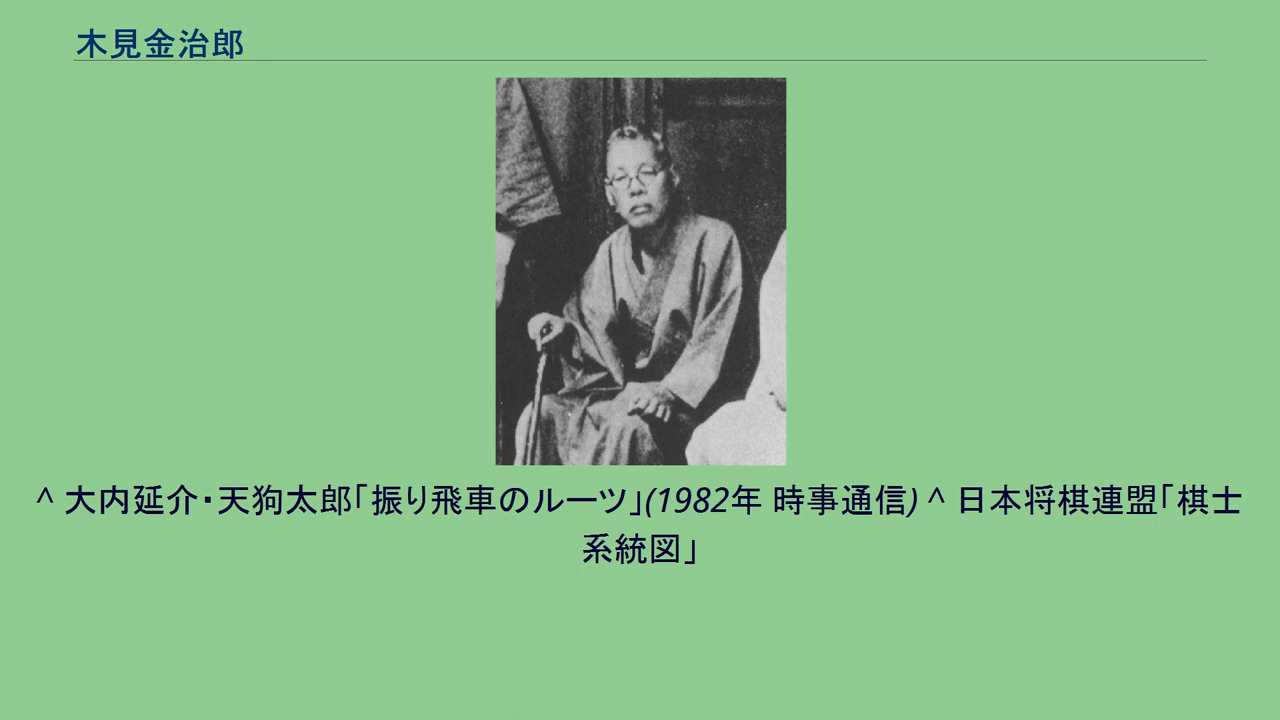 木見金治郎
^ 大内延介・天狗太郎「振り飛車のルーツ」(1982年 時事通信) ^ 日本将棋連盟「棋士
系統図」